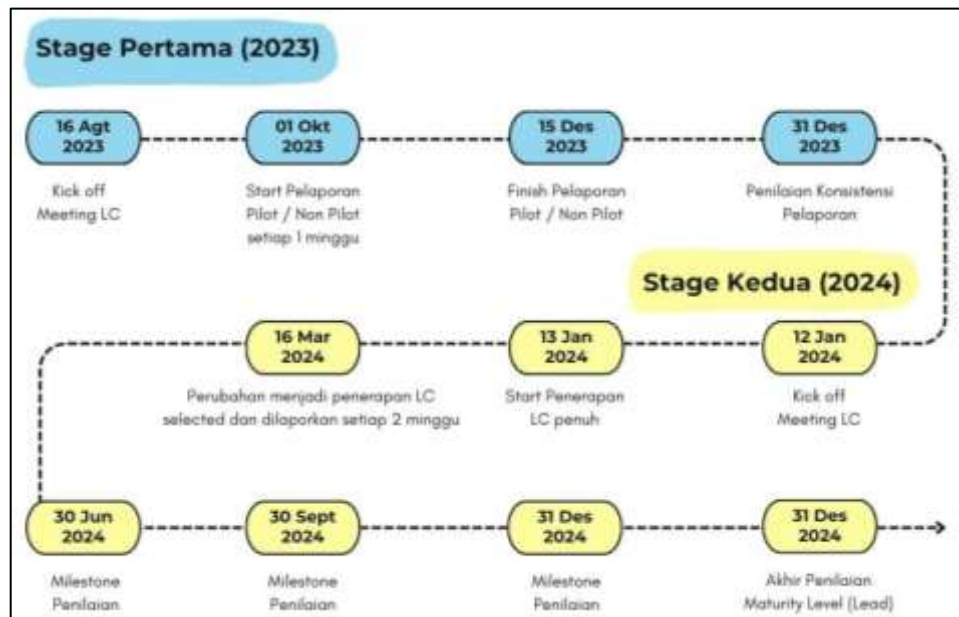 Stage Pertama (2023)
16 Agt
2023
Kick off
Meeting LC
01 Okt
2023
Start Pelaporan
Pilot / Non Pilot
setiap 1 minggu
15 Des
2023
Finish Pelaporan
Pilot / Non Pilot
31 Des
2023
Penilaian Konsistensi
Pelaporan
Stage Kedua (2024)
12 Jan
2024
Kick off
Meeting LC
13 Jan
2024
Start Penerapan
LC penuh
16 Mar
2024
Perubahan menjadi penerapan LC
selected dan dilaporkan setiap 2 minggu
30 Jun
2024
Milestone
Penilaian
30 Sept
2024
Milestone
Penilaian
31 Des
2024
Milestone
Penilaian
31 Des
2024
Akhir Penilaian
Maturity Level (Lead)